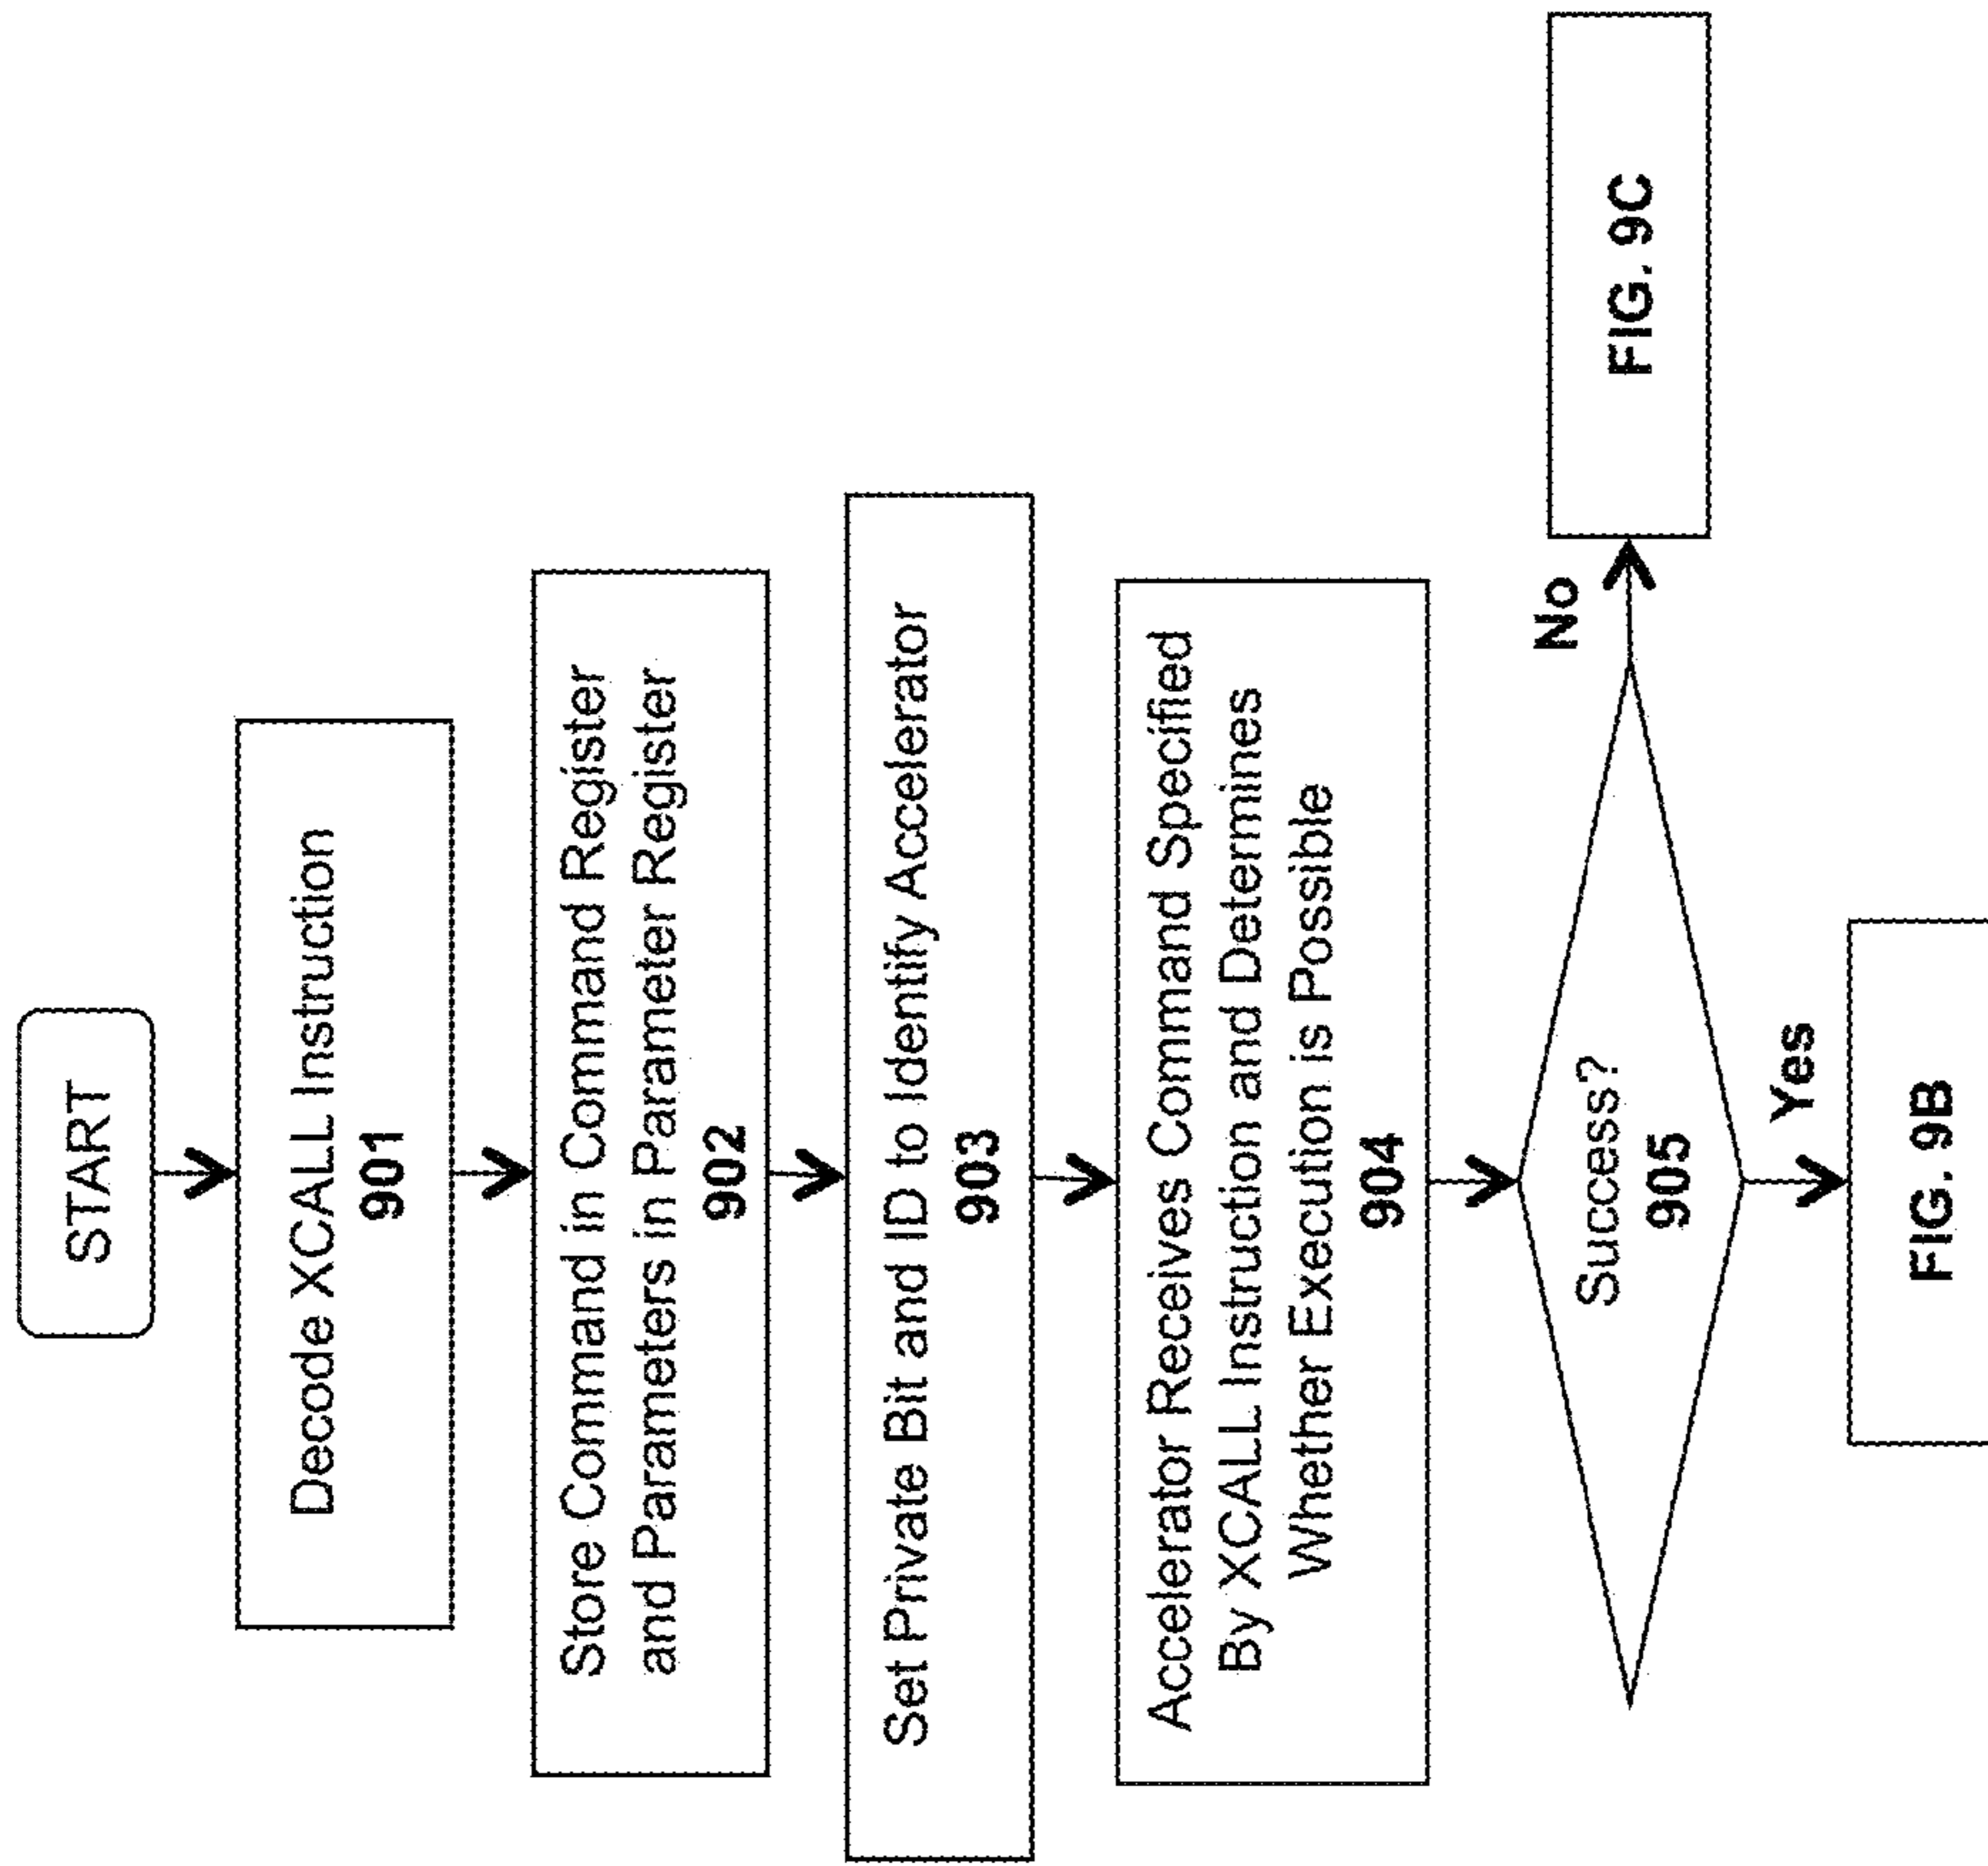 START
Decode XCALL Instruction
901
Store Command in Command Register
and Parameters in Parameter Register
902
Set Private Bit and ID to Identify Accelerator
903
Accelerator Receives Command Specified
By XCALL Instruction and Determines
Whether Execution is Possible
904
Success?
905
No
FIG. 9C
Yes
FIG. 9B